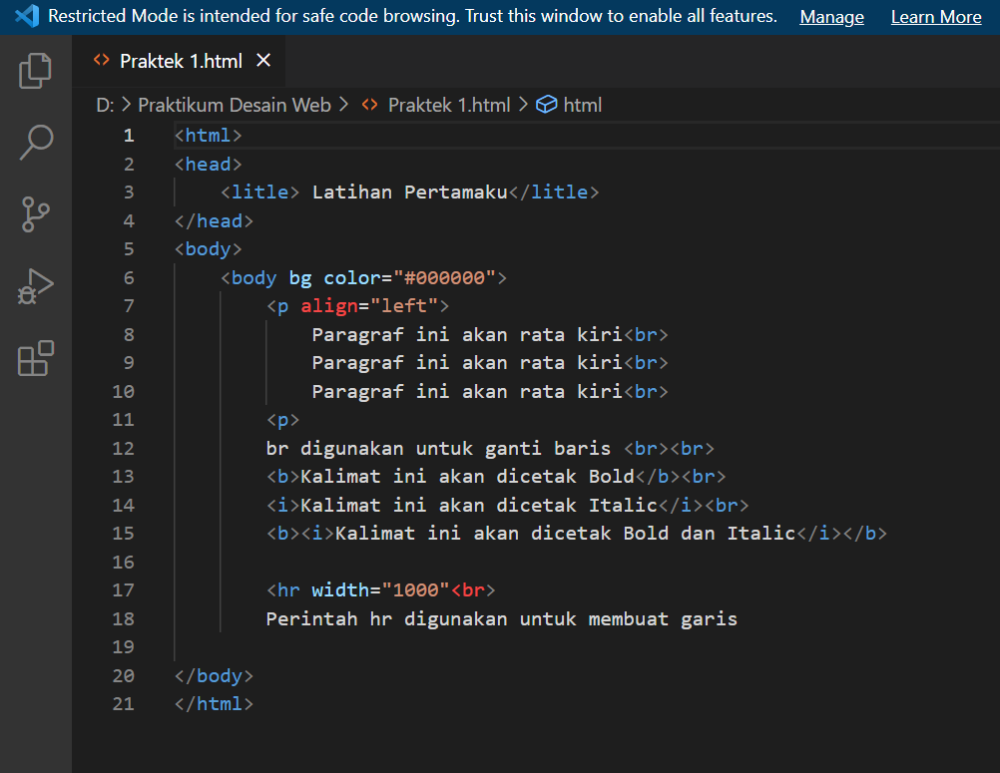 Restricted Mode is intended for safe code browsing. Trust this window to enable all features. Manage Learn More
<> Praktek 1.html ×
D: > Praktikum Desain Web > <> Praktek 1.html > html
1 <html>
2 <head>
3     <litle> Latihan Pertamaku</litle>
4 </head>
5 <body>
6     <body bg color="#000000">
7         <p align="left">
8             Paragraf ini akan rata kiri<br>
9             Paragraf ini akan rata kiri<br>
10             Paragraf ini akan rata kiri<br>
11         <p>
12         br digunakan untuk ganti baris <br><br>
13         <b>Kalimat ini akan dicetak Bold</b><br>
14         <i>Kalimat ini akan dicetak Italic</i><br>
15         <b><i>Kalimat ini akan dicetak Bold dan Italic</i></b>
16
17         <hr width="1000"<br>
18         Perintah hr digunakan untuk membuat garis
19
20 </body>
21 </html>